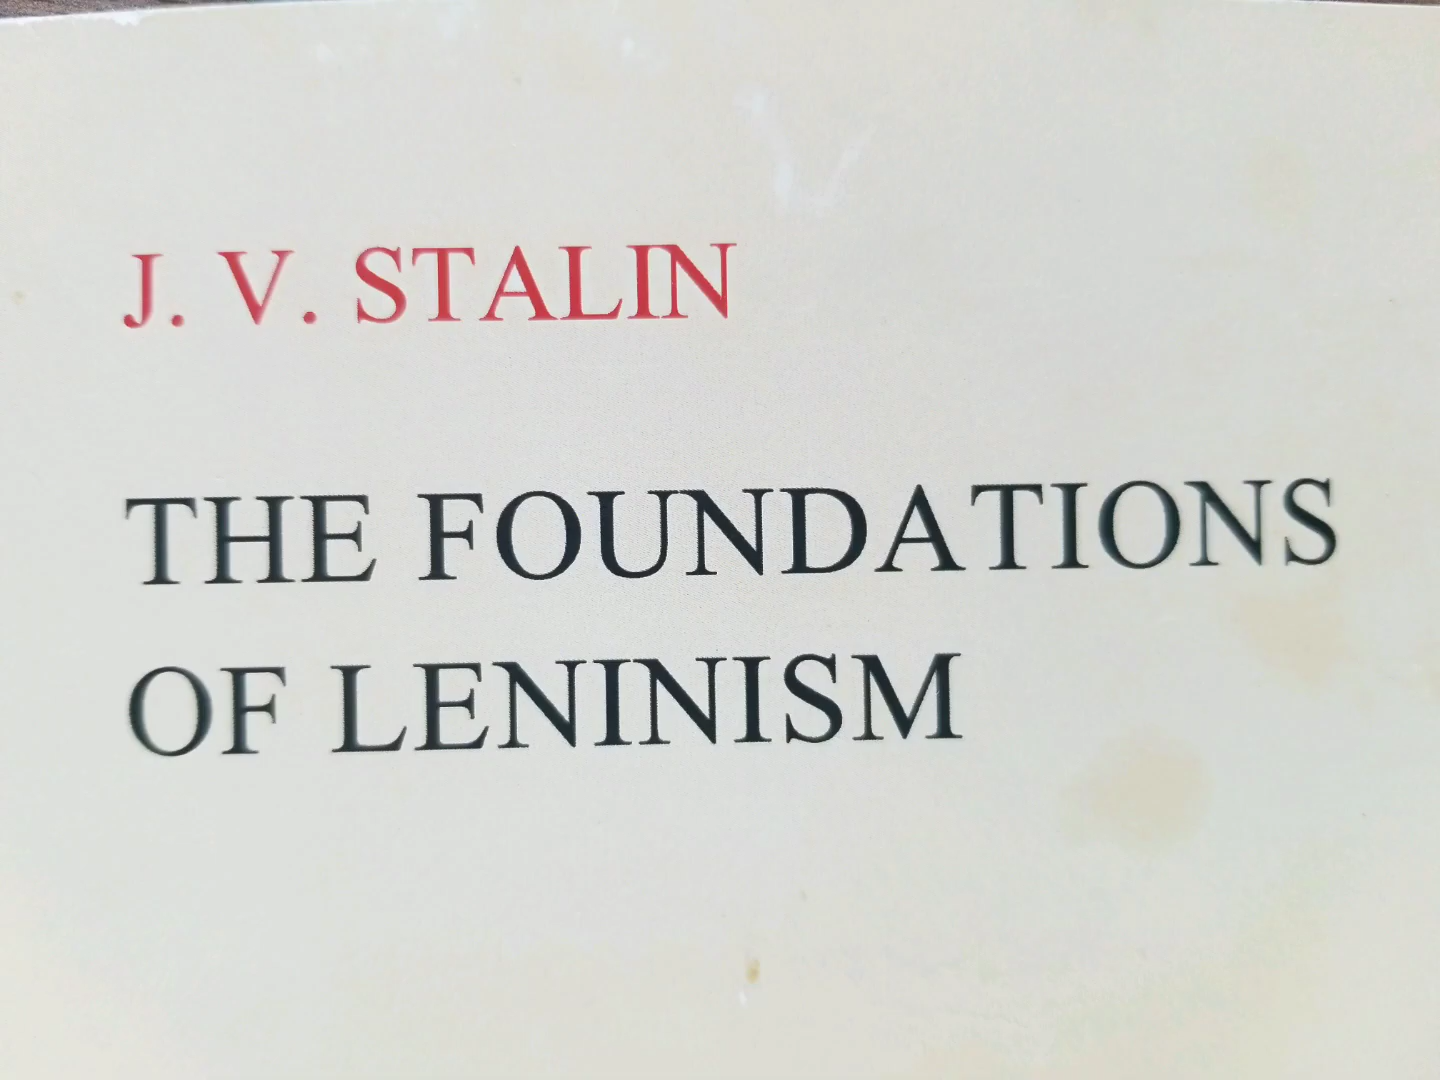 J. V. STALIN
THE FOUNDATIONS
OF LENINISM